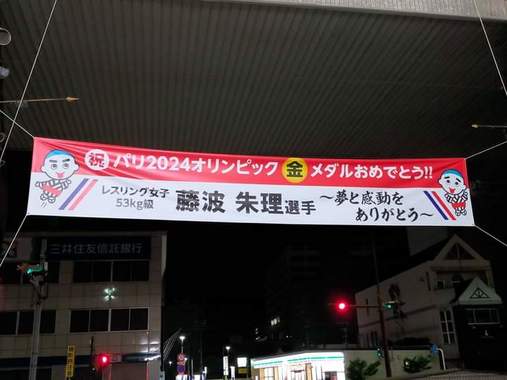 祝 パリ2024オリンピック 金 メダルおめでとう!!
レスリング女子
53kg級
藤波 朱理選手
～夢と感動を
ありがとう～
三井住友信託銀行